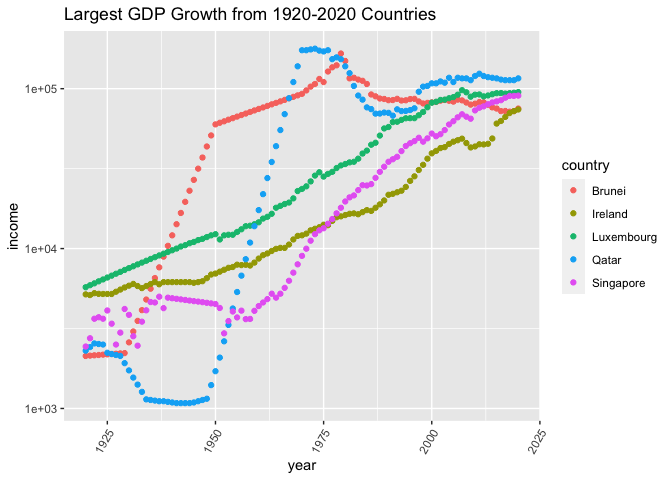 Largest GDP Growth from 1920-2020 Countries
1e+05
1e+04
1e+03
income
1925
1950
1975
2000
2025
year
country
Brunei
Ireland
Luxembourg
Qatar
Singapore